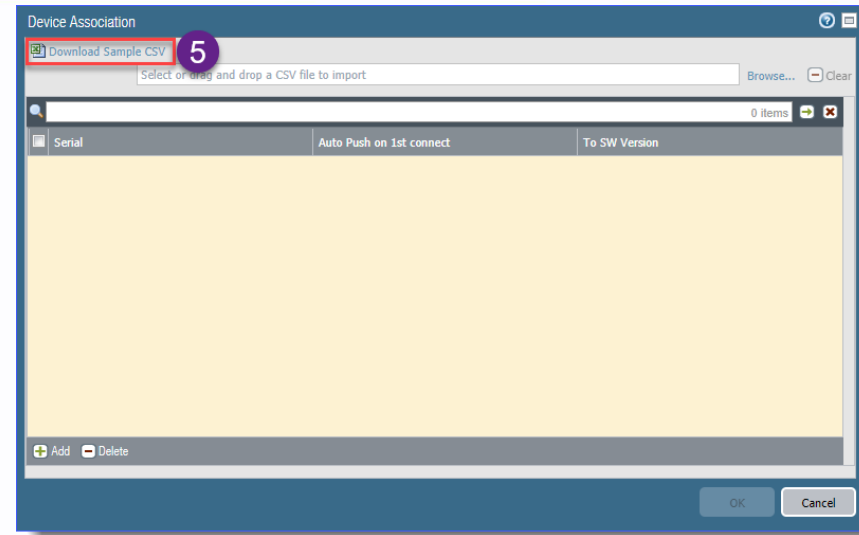 Device Association
Download Sample CSV 5
Select or drag and drop a CSV file to import Browse... Clear
0 items
Serial Auto Push on 1st connect To SW Version
Add Delete
OK Cancel